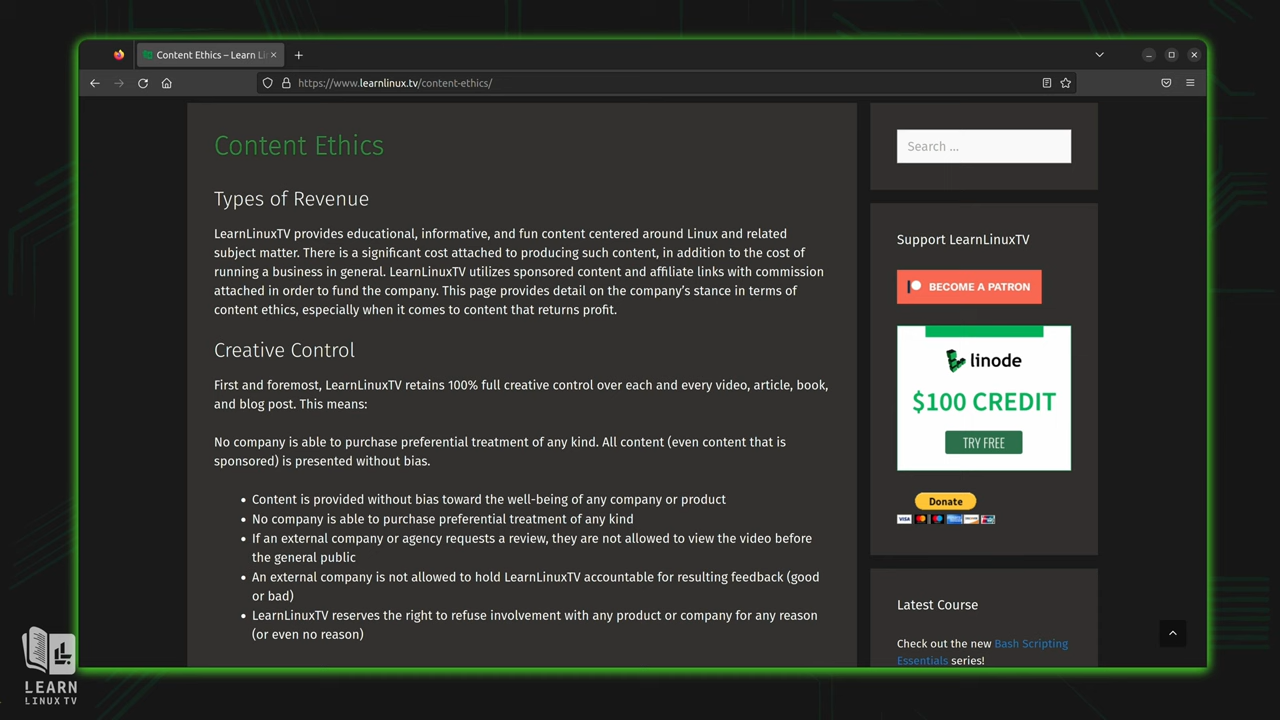 Content Ethics – Learn Li
https://www.learnlinux.tv/content-ethics/
Content Ethics
Types of Revenue
LearnLinuxTV provides educational, informative, and fun content centered around Linux and related
subject matter. There is a significant cost attached to producing such content, in addition to the cost of
running a business in general. LearnLinuxTV utilizes sponsored content and affiliate links with commission
attached in order to fund the company. This page provides detail on the company's stance in terms of
content ethics, especially when it comes to content that returns profit.
Creative Control
First and foremost, LearnLinuxTV retains 100% full creative control over each and every video, article, book,
and blog post. This means:
No company is able to purchase preferential treatment of any kind. All content (even content that is
sponsored) is presented without bias.
• Content is provided without bias toward the well-being of any company or product
• No company is able to purchase preferential treatment of any kind
• If an external company or agency requests a review, they are not allowed to view the video before
the general public
• An external company is not allowed to hold LearnLinuxTV accountable for resulting feedback (good
or bad)
• LearnLinuxTV reserves the right to refuse involvement with any product or company for any reason
(or even no reason)
Search ...
Support LearnLinuxTV
BECOME A PATRON
linode
$100 CREDIT
TRY FREE
Donate
VISA
Latest Course
Check out the new Bash Scripting
Essentials series!
LEARN
LINUX TV